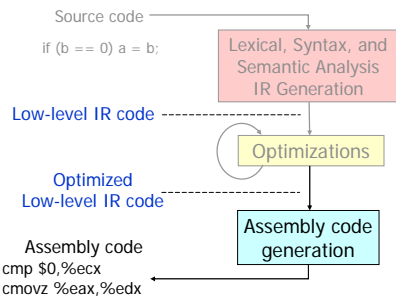 Source code
if (b == 0) a = b;
Lexical, Syntax, and
Semantic Analysis
IR Generation
Low-level IR code
Optimizations
Optimized
Low-level IR code
Assembly code
generation
Assembly code
cmp $0,%ecx
cmovz %eax,%edx